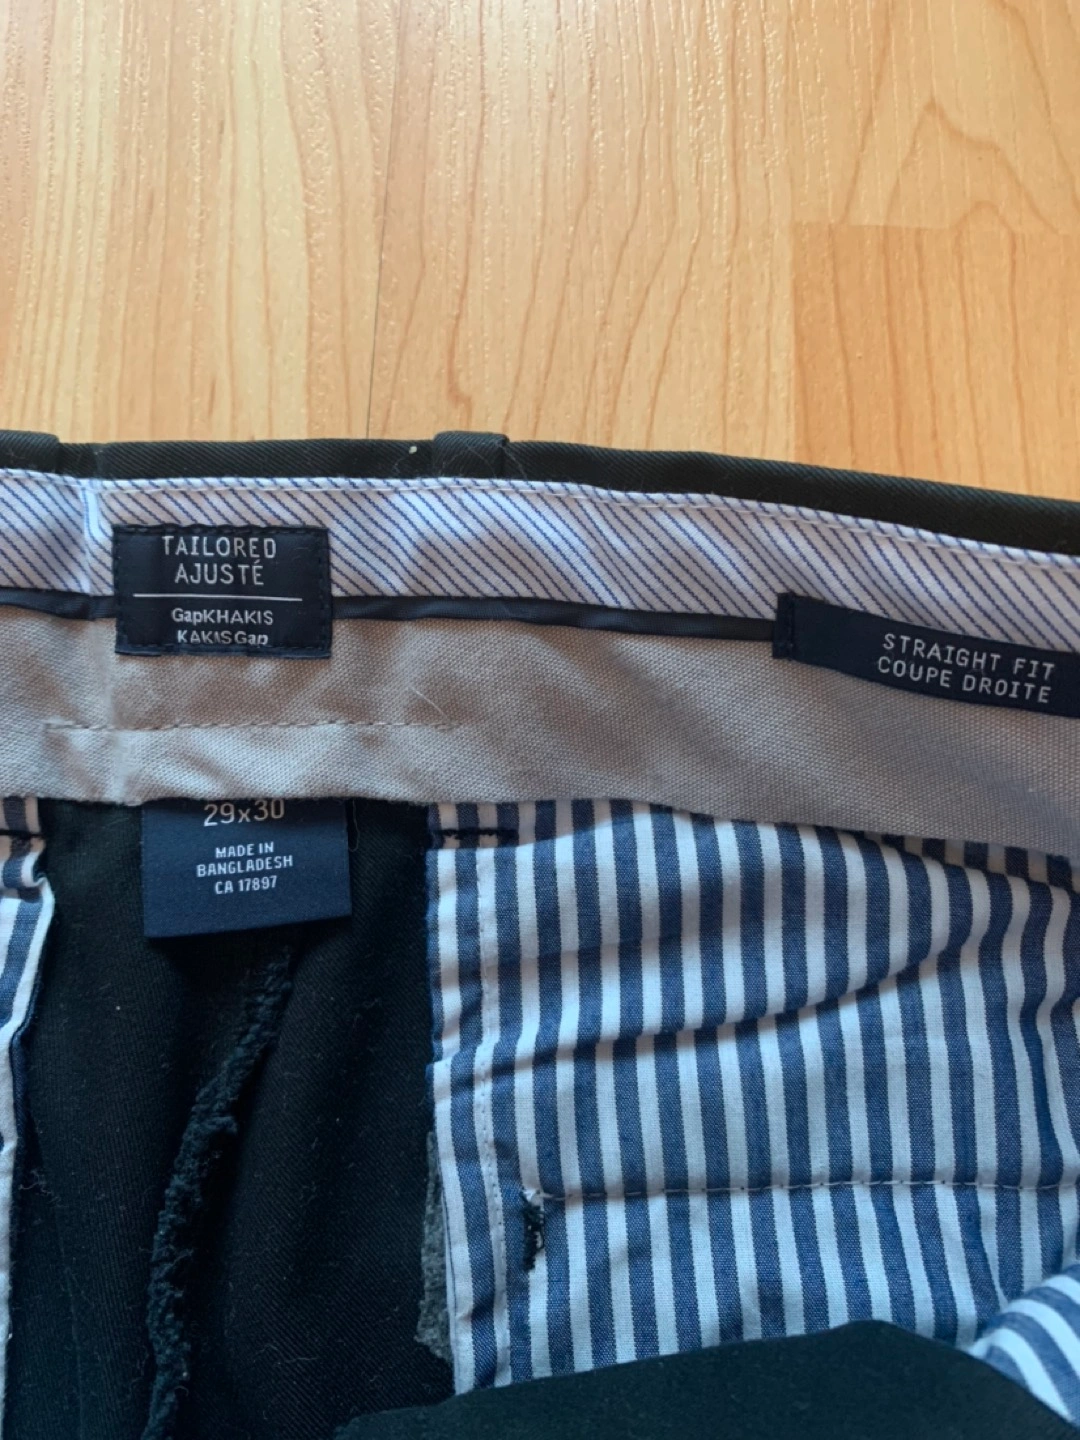 TAILORED
AJUSTÉ
GapKHAKIS
KAKIS Gap
STRAIGHT FIT
COUPE DROITE
29x30
MADE IN
BANGLADESH
CA 17897